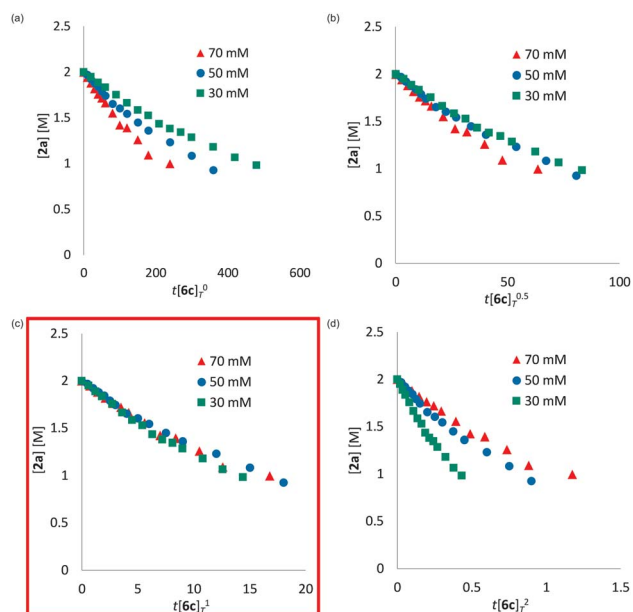 (a)
2.5
2
1.5
1
0.5
0
[2a] [M]
▲ 70 mM
● 50 mM
■ 30 mM
0 200 400 600
t[6c]T⁰
(b)
2.5
2
1.5
1
0.5
0
[2a] [M]
▲ 70 mM
● 50 mM
■ 30 mM
0 50 100
t[6c]T⁰·⁵
(c)
2.5
2
1.5
1
0.5
0
[2a] [M]
▲ 70 mM
● 50 mM
■ 30 mM
0 5 10 15 20
t[6c]T¹
(d)
2.5
2
1.5
1
0.5
0
[2a] [M]
▲ 70 mM
● 50 mM
■ 30 mM
0.0 0.5 1.0 1.5
t[6c]T²